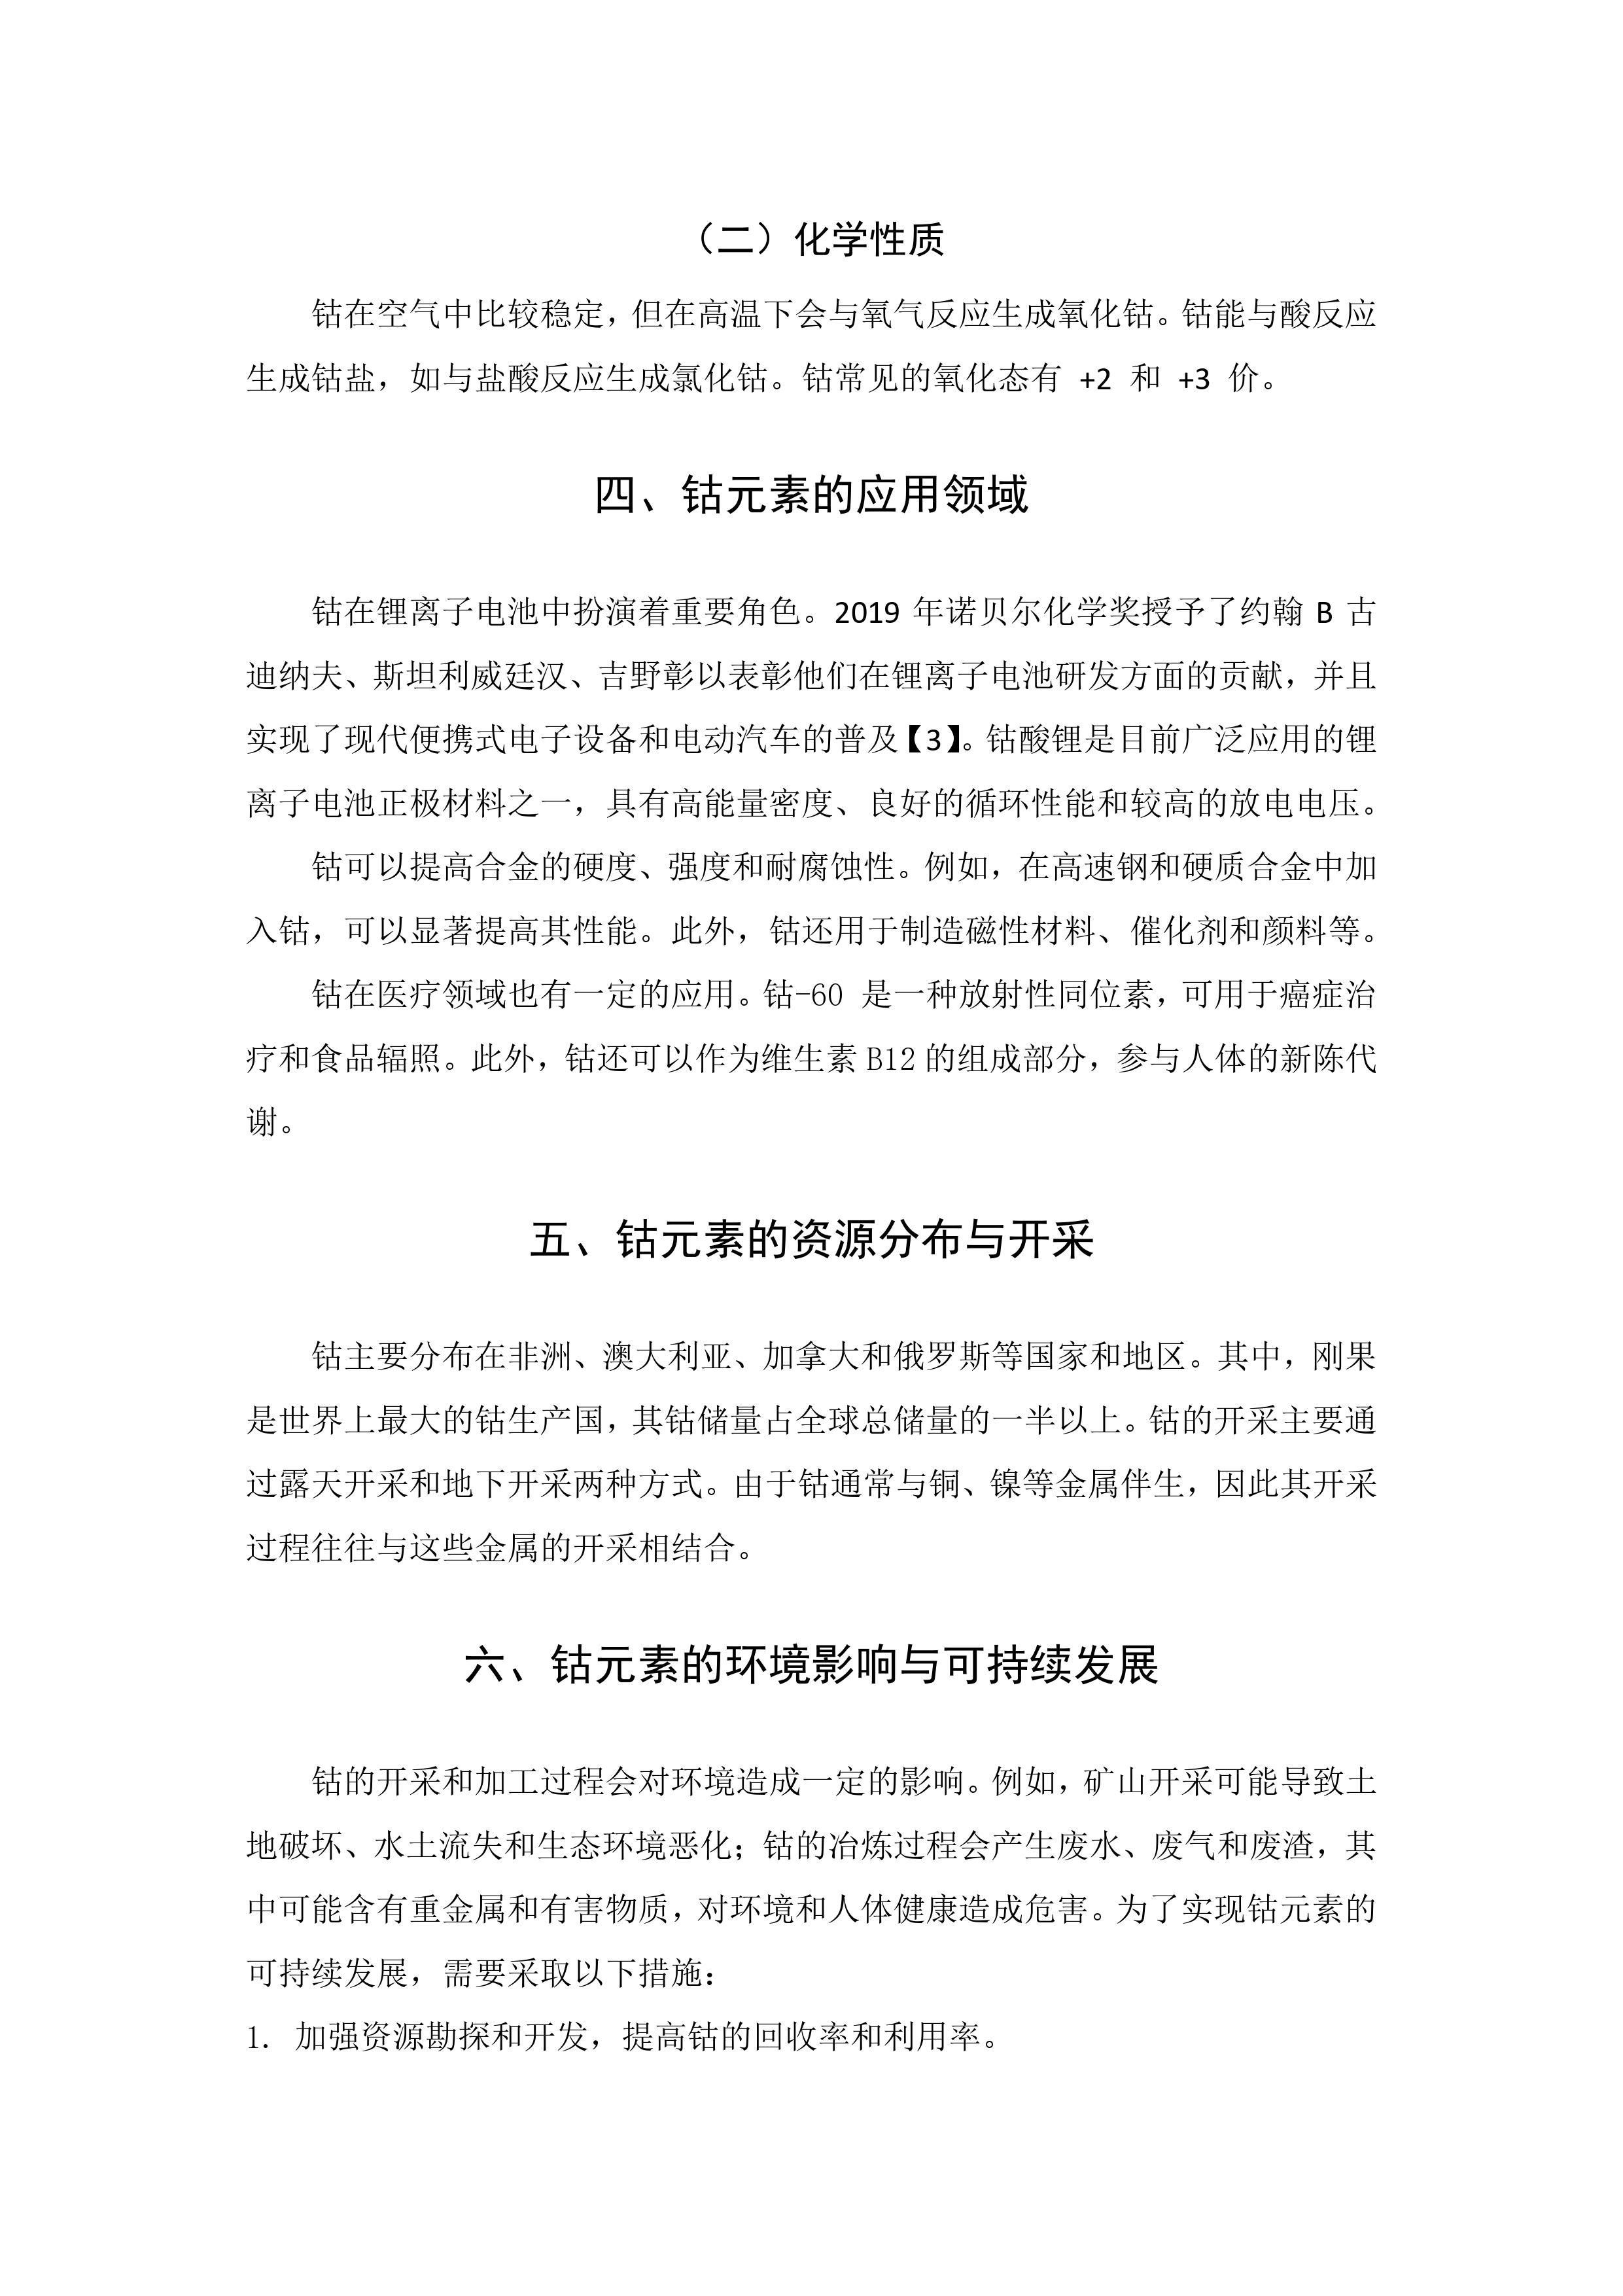 （二）化学性质
钴在空气中比较稳定，但在高温下会与氧气反应生成氧化钴。钴能与酸反应
生成钴盐，如与盐酸反应生成氯化钴。钴常见的氧化态有 +2 和 +3 价。
四、钴元素的应用领域
钴在锂离子电池中扮演着重要角色。2019 年诺贝尔化学奖授予了约翰 B 古
迪纳夫、斯坦利威廷汉、吉野彰以表彰他们在锂离子电池研发方面的贡献，并且
实现了现代便携式电子设备和电动汽车的普及【3】。钴酸锂是目前广泛应用的锂
离子电池正极材料之一，具有高能量密度、良好的循环性能和较高的放电电压。
钴可以提高合金的硬度、强度和耐腐蚀性。例如，在高速钢和硬质合金中加
入钴，可以显著提高其性能。此外，钴还用于制造磁性材料、催化剂和颜料等。
钴在医疗领域也有一定的应用。钴-60 是一种放射性同位素，可用于癌症治
疗和食品辐照。此外，钴还可以作为维生素 B12 的组成部分，参与人体的新陈代
谢。
五、钴元素的资源分布与开采
钴主要分布在非洲、澳大利亚、加拿大和俄罗斯等国家和地区。其中，刚果
是世界上最大的钴生产国，其钴储量占全球总储量的一半以上。钴的开采主要通
过露天开采和地下开采两种方式。由于钴通常与铜、镍等金属伴生，因此其开采
过程往往与这些金属的开采相结合。
六、钴元素的环境影响与可持续发展
钴的开采和加工过程会对环境造成一定的影响。例如，矿山开采可能导致土
地破坏、水土流失和生态环境恶化；钴的冶炼过程会产生废水、废气和废渣，其
中可能含有重金属和有害物质，对环境和人体健康造成危害。为了实现钴元素的
可持续发展，需要采取以下措施：
1. 加强资源勘探和开发，提高钴的回收率和利用率。